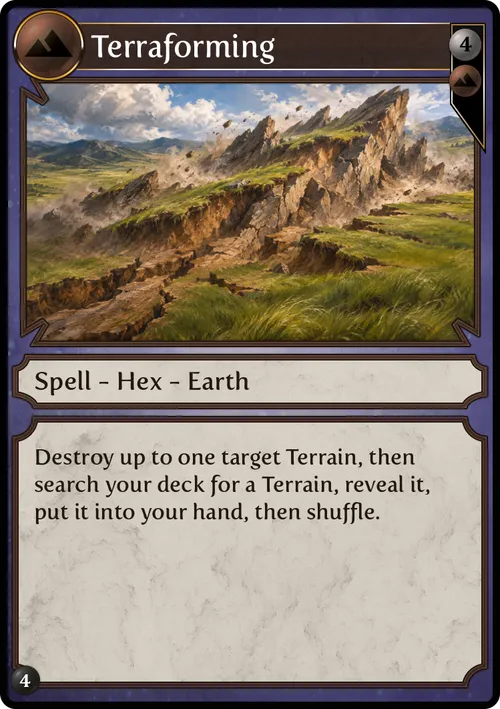 Terraforming
4
Spell - Hex - Earth
Destroy up to one target Terrain, then
search your deck for a Terrain, reveal it,
put it into your hand, then shuffle.
4